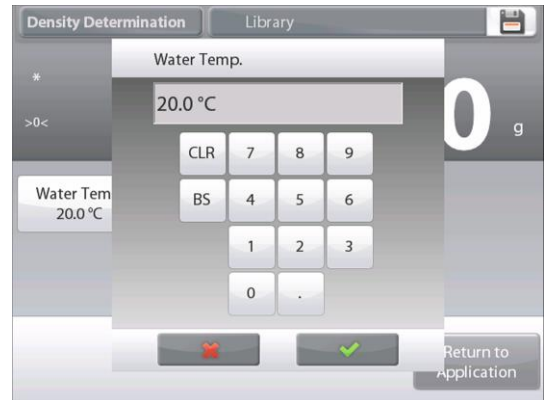 Density Determination Library
Water Temp.
*
20.0 °C
>0<
0 g
CLR 7 8 9
Water Tem
20.0 °C
BS 4 5 6
1 2 3
0 .
Return to
Application